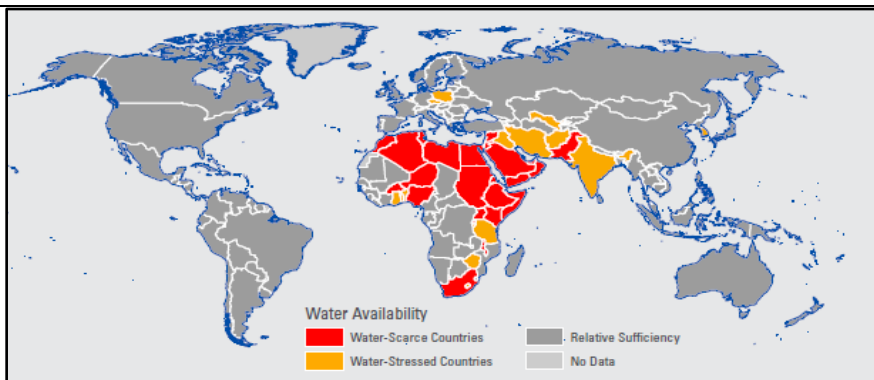 Water Availability
Water-Scarce Countries
Relative Sufficiency
Water-Stressed Countries
No Data